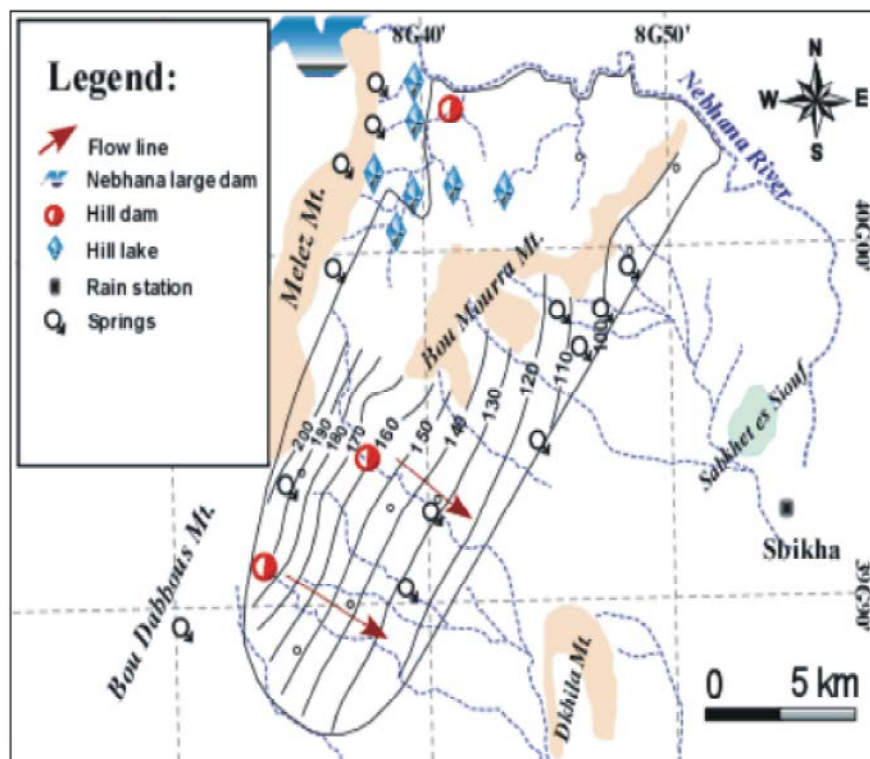 8G40'
8G50'
Legend:
Flow line
Nebhana large dam
Hill dam
Hill lake
Rain station
Springs
N
W
E
S
Nebhana River
40G00'
Melez Mt.
Bou Mourra Mt.
100
110
120
130
140
150
160
170
180
190
200
Sabkhet es Siouf
Sbikha
Bou Dabbous Mt.
39G90'
Dkhila Mt.
0
5 km